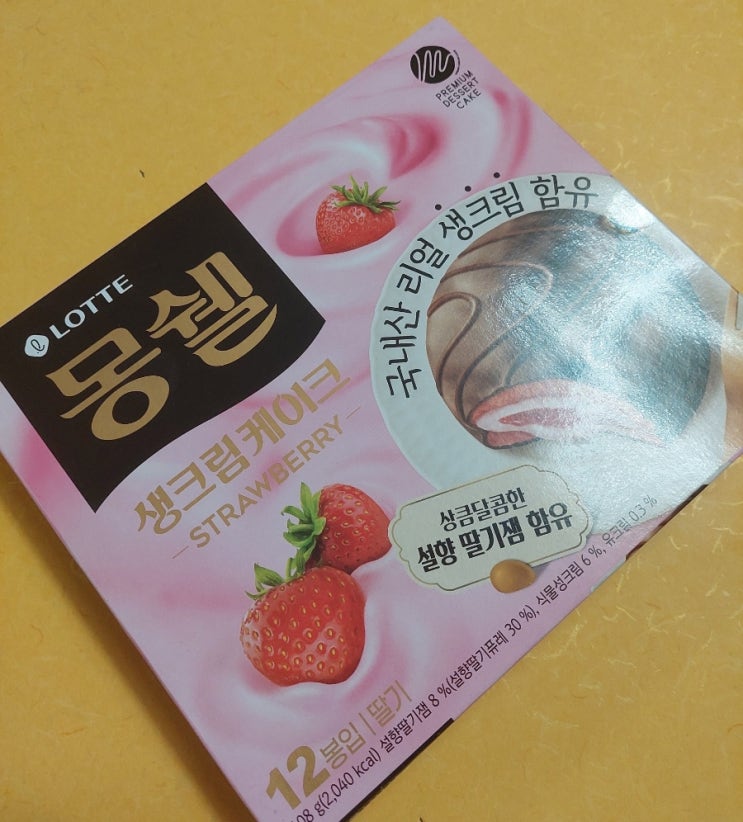 PREMIUM
DESSERT
CAKE
LOTTE
몽쉘
생크림케이크
STRAWBERRY
국내산 리얼 생크림 함유
상큼달콤한
설향 딸기잼 함유
12봉입 | 딸기
g(2,040 kcal) 설향딸기잼 8 %(설향딸기퓨레 30 %), 식물성크림 6 %, 유크림 0.3 %